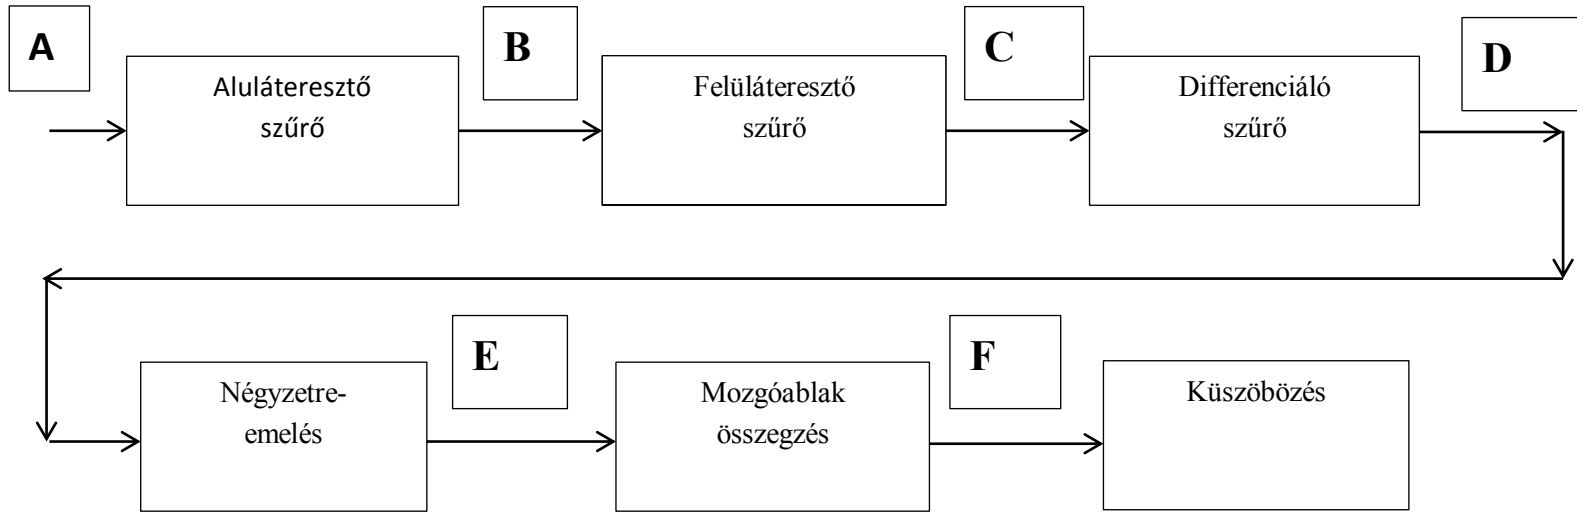 A
B
C
D
Aluláteresztő
szűrő
Felüláteresztő
szűrő
Differenciáló
szűrő
E
F
Négyzetre-
emelés
Mozgóablak
összegzés
Küszöbözés